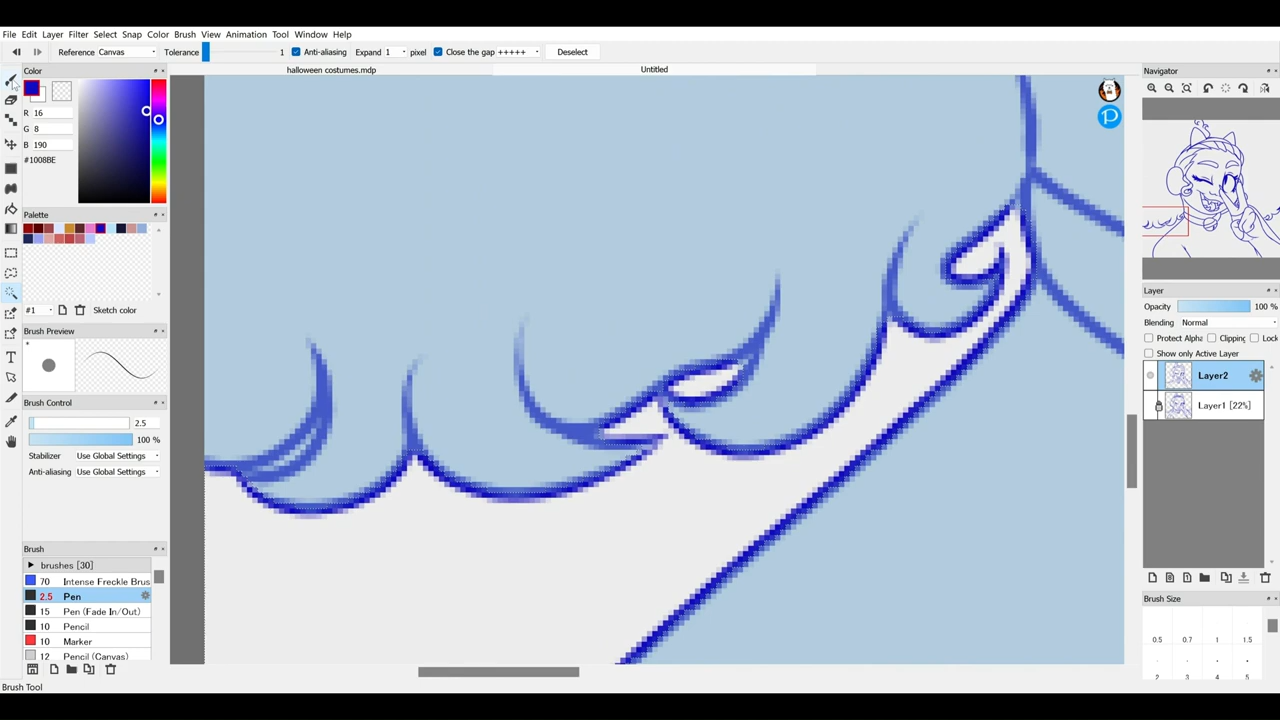 File Edit Layer Filter Select Snap Color Brush View Animation Tool Window Help
Reference Canvas Tolerance 1 Anti-aliasing Expand 1 pixel Close the gap +++++ Deselect
Color
halloween costumes.mdp
Untitled
Navigator
R 16
G 8
B 190
#1008BE
Palette
#1 Sketch color
Brush Preview
Brush Control
2.5
100 %
Stabilizer Use Global Settings
Anti-aliasing Use Global Settings
Brush
brushes [30]
70 Intense Freckle Brus
2.5 Pen
15 Pen (Fade In/Out)
10 Pencil
10 Marker
12 Pencil (Canvas)
Brush Tool
Layer
Opacity 100 %
Blending Normal
Protect Alpha Clipping Lock
Show only Active Layer
Layer2
Layer1 [22%]
Brush Size
0.5 0.7 1 1.5
2 3 4 5